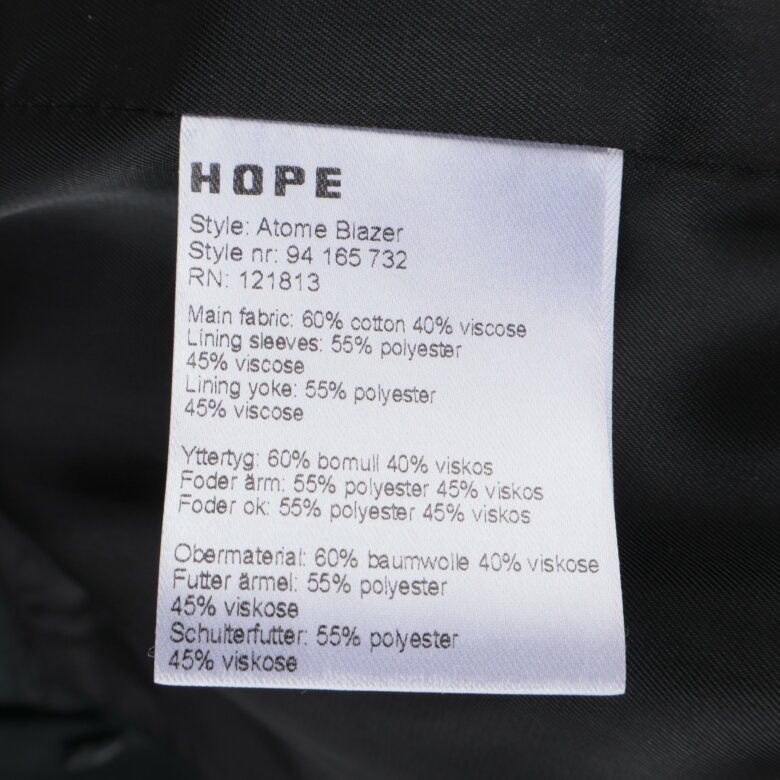 HOPE
Style: Atome Blazer
Style nr: 94 165 732
RN: 121813
Main fabric: 60% cotton 40% viscose
Lining sleeves: 55% polyester
45% viscose
Lining yoke: 55% polyester
45% viscose
Yttertyg: 60% bomull 40% viskos
Foder ärm: 55% polyester 45% viskos
Foder ok: 55% polyester 45% viskos
Obermaterial: 60% baumwolle 40% viskose
Futter ärmel: 55% polyester
45% viskose
Schulterfutter: 55% polyester
45% viskose